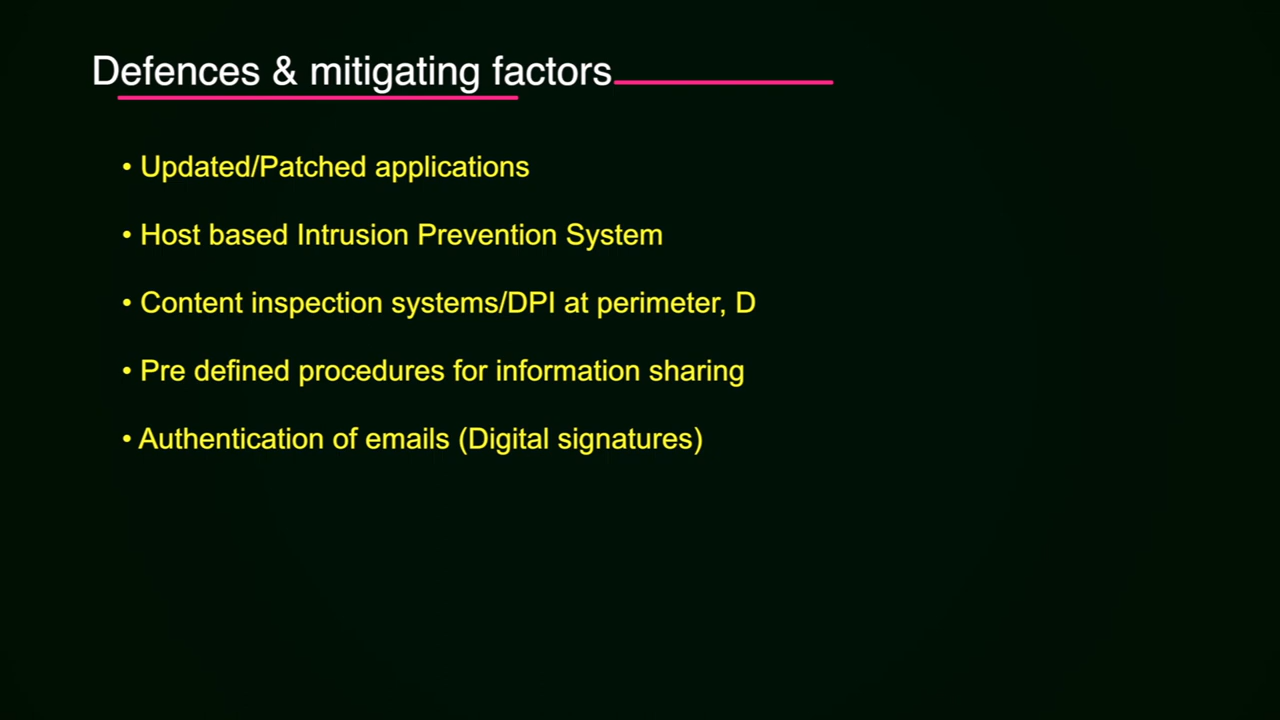 Defences & mitigating factors
• Updated/Patched applications
• Host based Intrusion Prevention System
• Content inspection systems/DPI at perimeter, D
• Pre defined procedures for information sharing
• Authentication of emails (Digital signatures)